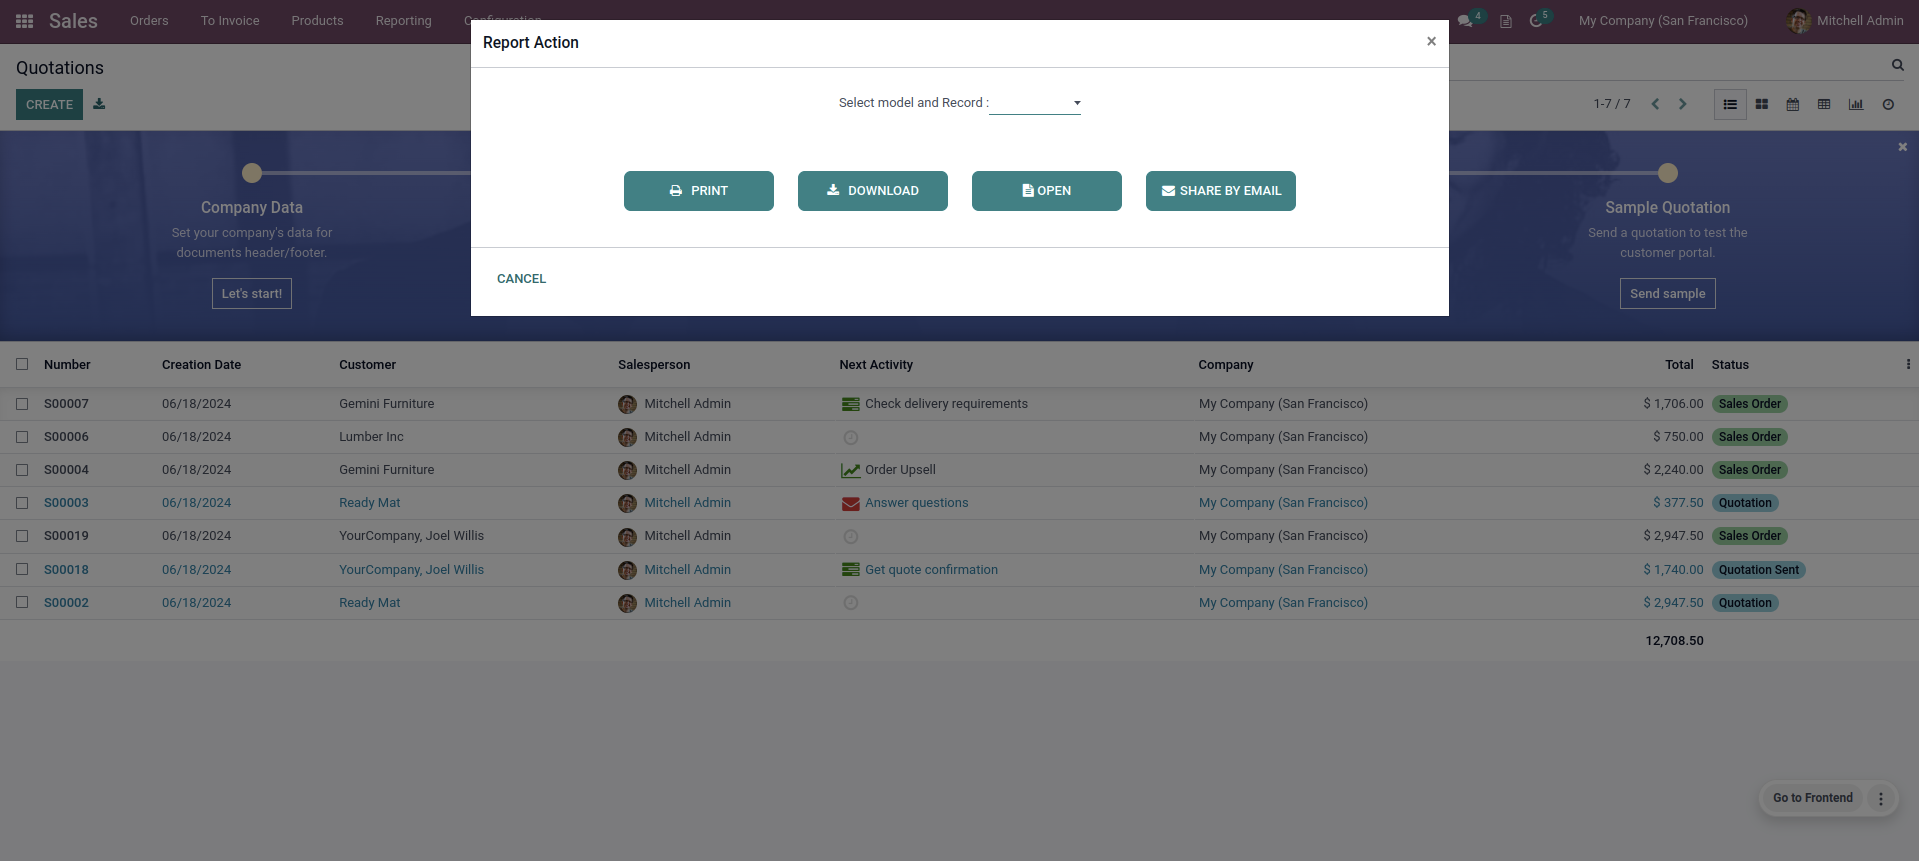 Sales Orders To Invoice Products Reporting Configuration 4 5 My Company (San Francisco) Mitchell Admin
Report Action ×
Quotations
CREATE
1-7 / 7
Select model and Record :
PRINT DOWNLOAD OPEN SHARE BY EMAIL
CANCEL
Company Data
Set your company's data for
documents header/footer.
Let's start!
Sample Quotation
Send a quotation to test the
customer portal.
Send sample
Number Creation Date Customer Salesperson Next Activity Company Total Status
S00007 06/18/2024 Gemini Furniture Mitchell Admin Check delivery requirements My Company (San Francisco) $ 1,706.00 Sales Order
S00006 06/18/2024 Lumber Inc Mitchell Admin My Company (San Francisco) $ 750.00 Sales Order
S00004 06/18/2024 Gemini Furniture Mitchell Admin Order Upsell My Company (San Francisco) $ 2,240.00 Sales Order
S00003 06/18/2024 Ready Mat Mitchell Admin Answer questions My Company (San Francisco) $ 377.50 Quotation
S00019 06/18/2024 YourCompany, Joel Willis Mitchell Admin My Company (San Francisco) $ 2,947.50 Sales Order
S00018 06/18/2024 YourCompany, Joel Willis Mitchell Admin Get quote confirmation My Company (San Francisco) $ 1,740.00 Quotation Sent
S00002 06/18/2024 Ready Mat Mitchell Admin My Company (San Francisco) $ 2,947.50 Quotation
12,708.50
Go to Frontend